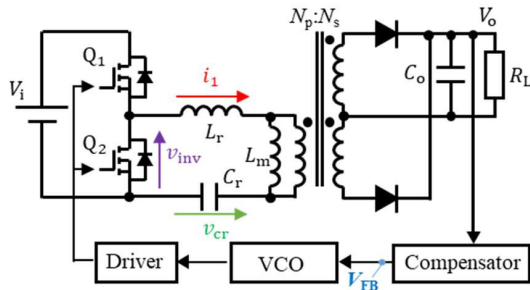 Np:Ns
Vo
Q1
Vi
i1
Co
RL
Lr
Q2
Lm
vinv
Cr
vcr
Driver
VCO
VFB
Compensator